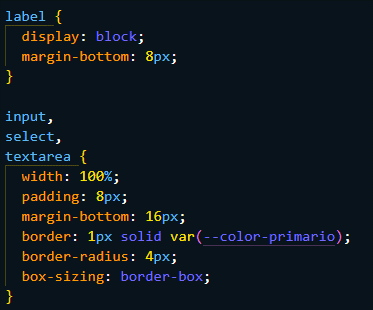 label {
display: block;
margin-bottom: 8px;
}
input,
select,
textarea {
width: 100%;
padding: 8px;
margin-bottom: 16px;
border: 1px solid var(--color-primario);
border-radius: 4px;
box-sizing: border-box;
}